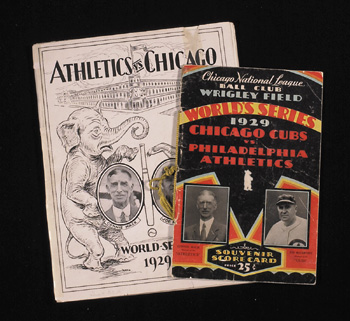 ATHLETICS VS CHICAGO
WORLD-SE
1929
Chicago National League
BALL CLUB
WRIGLEY FIELD
WORLD'S SERIES
1929
CHICAGO CUBS
VS.
PHILADELPHIA
ATHLETICS
SOUVENIR
SCORE CARD
PRICE 25¢